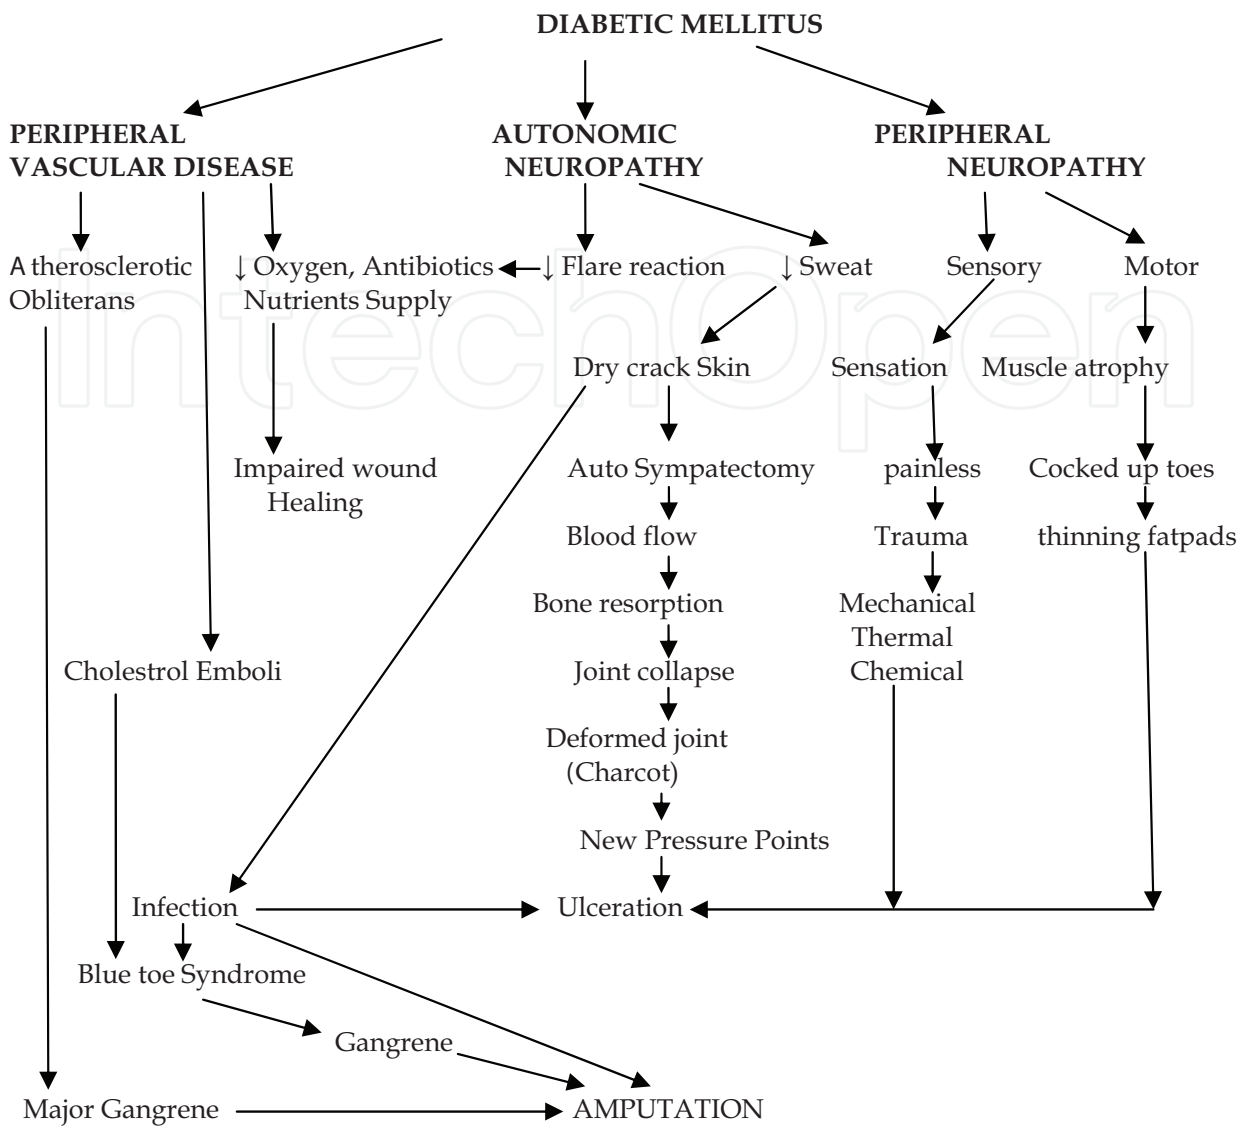 DIABETIC MELLITUS
PERIPHERAL
VASCULAR DISEASE
AUTONOMIC
NEUROPATHY
PERIPHERAL
NEUROPATHY
A therosclerotic
Obliterans
↓ Oxygen, Antibiotics
Nutrients Supply
↓ Flare reaction
↓ Sweat
Sensory
Motor
Dry crack Skin
Sensation
Muscle atrophy
Impaired wound
Healing
Auto Sympatectomy
painless
Cocked up toes
Blood flow
Trauma
thinning fatpads
Bone resorption
Mechanical
Thermal
Chemical
Cholestrol Emboli
Joint collapse
Deformed joint
(Charcot)
New Pressure Points
Infection
Ulceration
Blue toe Syndrome
Gangrene
Major Gangrene
AMPUTATION
IntechOpen